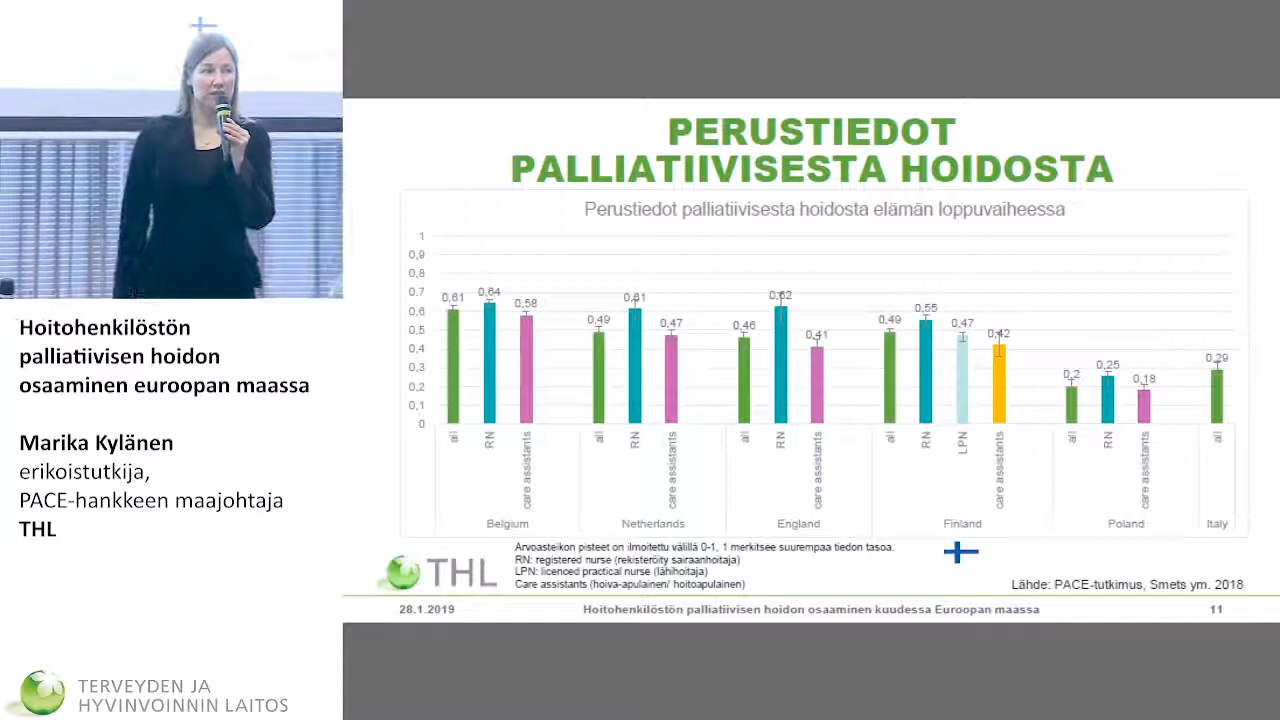 Hoitohenkilöstön
palliatiivisen hoidon
osaaminen euroopan maassa
Marika Kylänen
erikoistutkija,
PACE-hankkeen maajohtaja
THL
TERVEYDEN JA
HYVINVOINNIN LAITOS
PERUSTIEDOT
PALLIATIIVISESTA HOIDOSTA
Perustiedot palliatiivisesta hoidosta elämän loppuvaiheessa
1
0,9
0,8
0,7
0,6
0,5
0,4
0,3
0,2
0,1
0
0,61 0,64 0,58 0,49 0,61 0,47 0,46 0,62 0,41 0,49 0,55 0,47 0,42 0,2 0,25 0,18 0,29
all RN care assistants all RN care assistants all RN care assistants all RN LPN care assistants all RN care assistants all
Belgium Netherlands England Finland Poland Italy
Arvoasteikon pisteet on ilmoitettu välillä 0-1, 1 merkitsee suurempaa tiedon tasoa.
RN: registered nurse (rekisteröity sairaanhoitaja)
LPN: licenced practical nurse (lähihoitaja)
Care assistants (hoiva-apulainen/ hoitoapulainen)
THL
Lähde: PACE-tutkimus, Smets ym. 2018
28.1.2019 Hoitohenkilöstön palliatiivisen hoidon osaaminen kuudessa Euroopan maassa 11